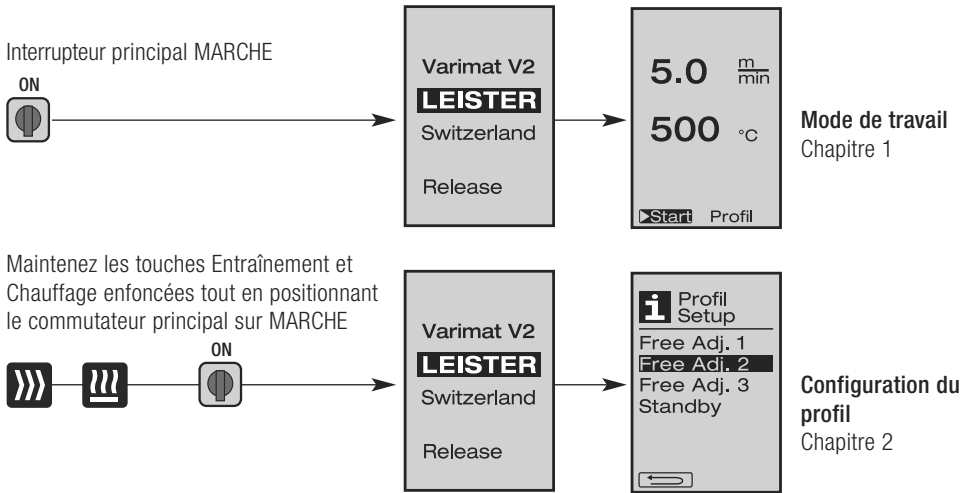 Interrupteur principal MARCHE
ON
Varimat V2
LEISTER
Switzerland
Release
5.0 m/min
500 °C
Start Profil
Mode de travail
Chapitre 1
Maintenez les touches Entraînement et
Chauffage enfoncées tout en positionnant
le commutateur principal sur MARCHE
ON
Varimat V2
LEISTER
Switzerland
Release
i Profil
Setup
Free Adj. 1
Free Adj. 2
Free Adj. 3
Standby
Configuration du
profil
Chapitre 2